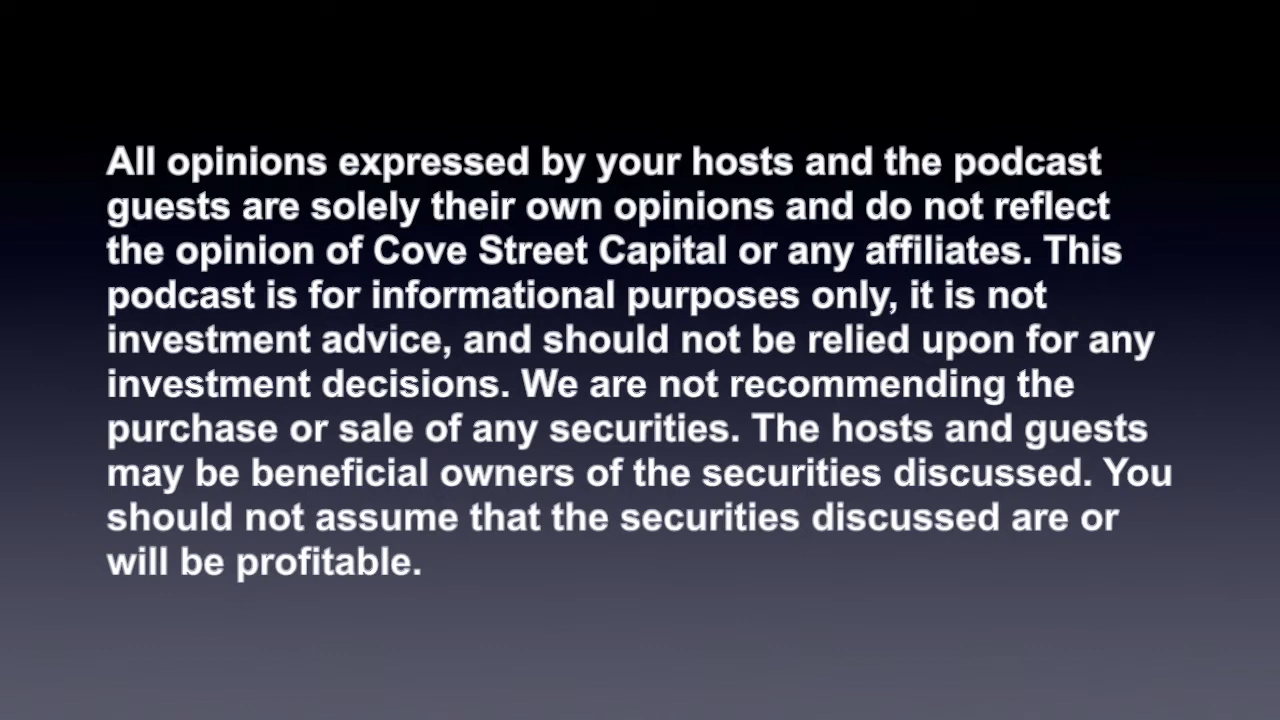 All opinions expressed by your hosts and the podcast
guests are solely their own opinions and do not reflect
the opinion of Cove Street Capital or any affiliates. This
podcast is for informational purposes only, it is not
investment advice, and should not be relied upon for any
investment decisions. We are not recommending the
purchase or sale of any securities. The hosts and guests
may be beneficial owners of the securities discussed. You
should not assume that the securities discussed are or
will be profitable.